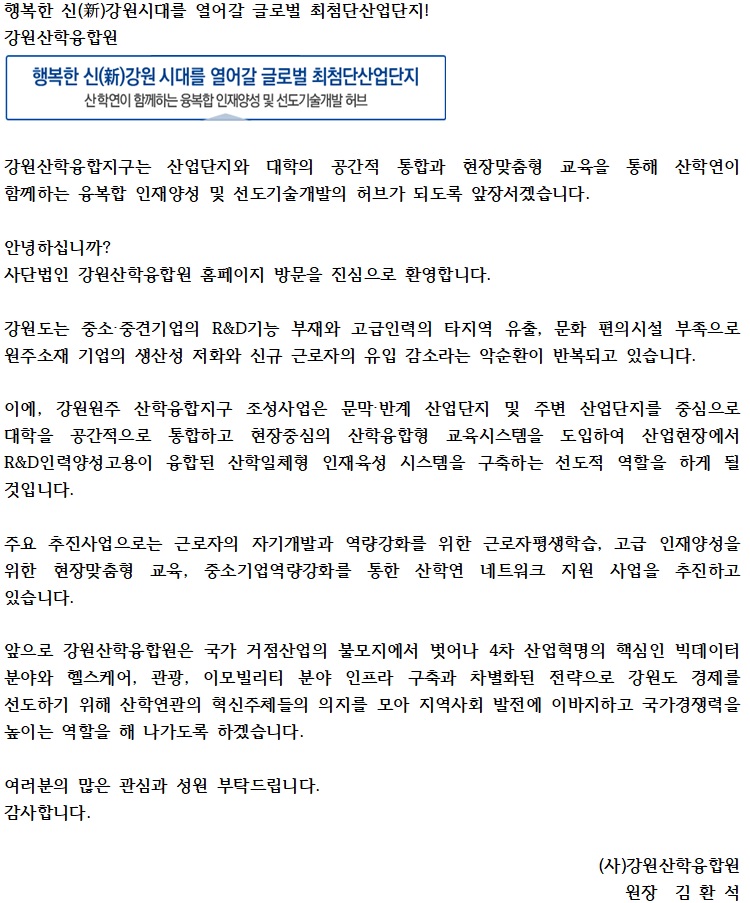 행복한 신(新)강원시대를 열어갈 글로벌 최첨단산업단지!
강원산학융합원
행복한 신(新)강원 시대를 열어갈 글로벌 최첨단산업단지
산학연이 함께하는 융복합 인재양성 및 선도기술개발 허브
강원산학융합지구는 산업단지와 대학의 공간적 통합과 현장맞춤형 교육을 통해 산학연이
함께하는 융복합 인재양성 및 선도기술개발의 허브가 되도록 앞장서겠습니다.
안녕하십니까?
사단법인 강원산학융합원 홈페이지 방문을 진심으로 환영합니다.
강원도는 중소·중견기업의 R&D기능 부재와 고급인력의 타지역 유출, 문화 편의시설 부족으로
원주소재 기업의 생산성 저화와 신규 근로자의 유입 감소라는 악순환이 반복되고 있습니다.
이에, 강원원주 산학융합지구 조성사업은 문막·반계 산업단지 및 주변 산업단지를 중심으로
대학을 공간적으로 통합하고 현장중심의 산학융합형 교육시스템을 도입하여 산업현장에서
R&D인력양성고용이 융합된 산학일체형 인재육성 시스템을 구축하는 선도적 역할을 하게 될
것입니다.
주요 추진사업으로는 근로자의 자기개발과 역량강화를 위한 근로자평생학습, 고급 인재양성을
위한 현장맞춤형 교육, 중소기업역량강화를 통한 산학연 네트워크 지원 사업을 추진하고
있습니다.
앞으로 강원산학융합원은 국가 거점산업의 불모지에서 벗어나 4차 산업혁명의 핵심인 빅데이터
분야와 헬스케어, 관광, 이모빌리티 분야 인프라 구축과 차별화된 전략으로 강원도 경제를
선도하기 위해 산학연관의 혁신주체들의 의지를 모아 지역사회 발전에 이바지하고 국가경쟁력을
높이는 역할을 해 나가도록 하겠습니다.
여러분의 많은 관심과 성원 부탁드립니다.
감사합니다.
(사)강원산학융합원
원장 김 환 석